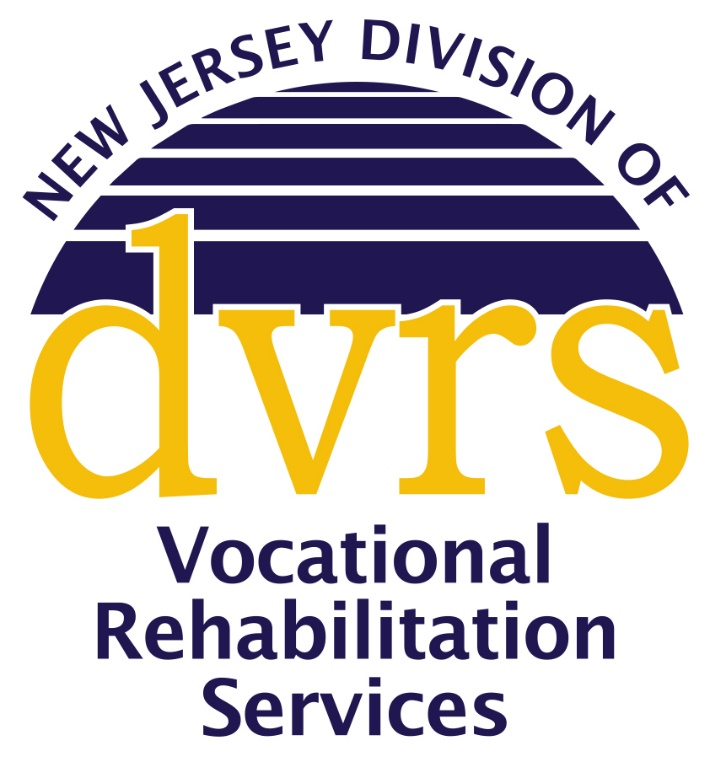 NEW JERSEY DIVISION OF
dvrs
Vocational
Rehabilitation
Services